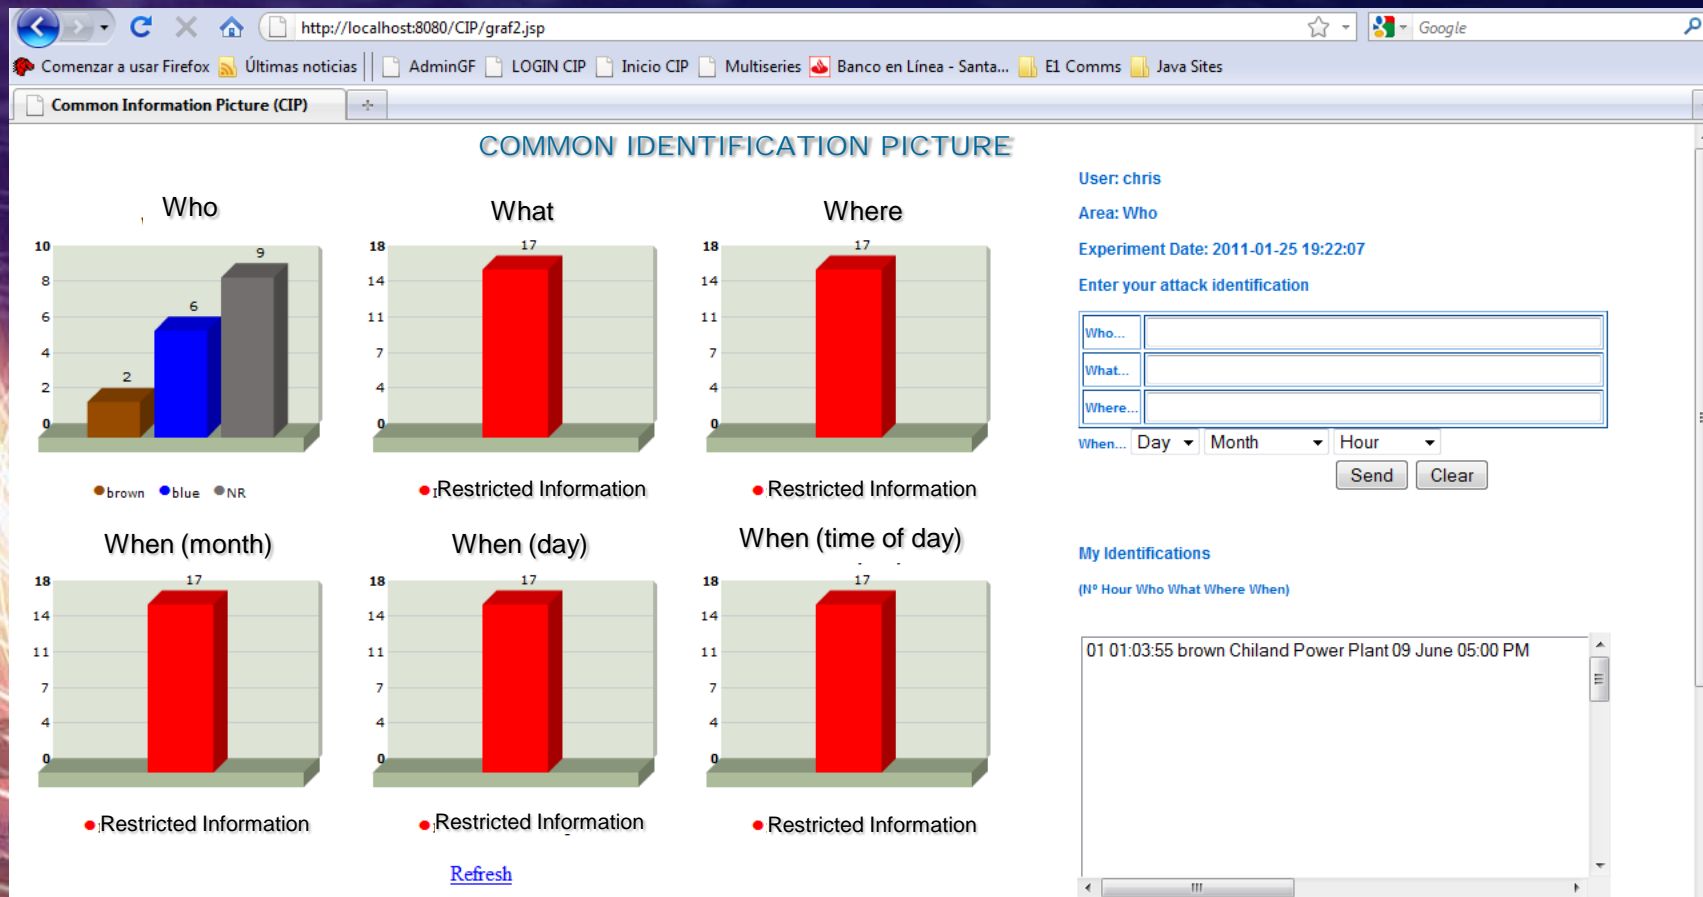 http://localhost:8080/CIP/graf2.jsp
Google
Comenzar a usar Firefox Últimas noticias AdminGF LOGIN CIP Inicio CIP Multiseries Banco en Línea - Santa... E1 Comms Java Sites
Common Information Picture (CIP)
COMMON IDENTIFICATION PICTURE
Who
10
8
6
4
2
0
2
6
9
brown blue NR
What
18
14
11
7
4
0
17
Restricted Information
Where
18
14
11
7
4
0
17
Restricted Information
When (month)
18
14
11
7
4
0
17
Restricted Information
When (day)
18
14
11
7
4
0
17
Restricted Information
When (time of day)
18
14
11
7
4
0
17
Restricted Information
Refresh
User: chris
Area: Who
Experiment Date: 2011-01-25 19:22:07
Enter your attack identification
Who...
What...
Where...
When... Day Month Hour
Send Clear
My Identifications
(Nº Hour Who What Where When)
01 01:03:55 brown Chiland Power Plant 09 June 05:00 PM